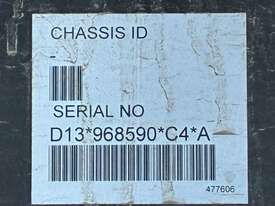 CHASSIS ID
-
SERIAL NO
D13*968590*C4*A
477606